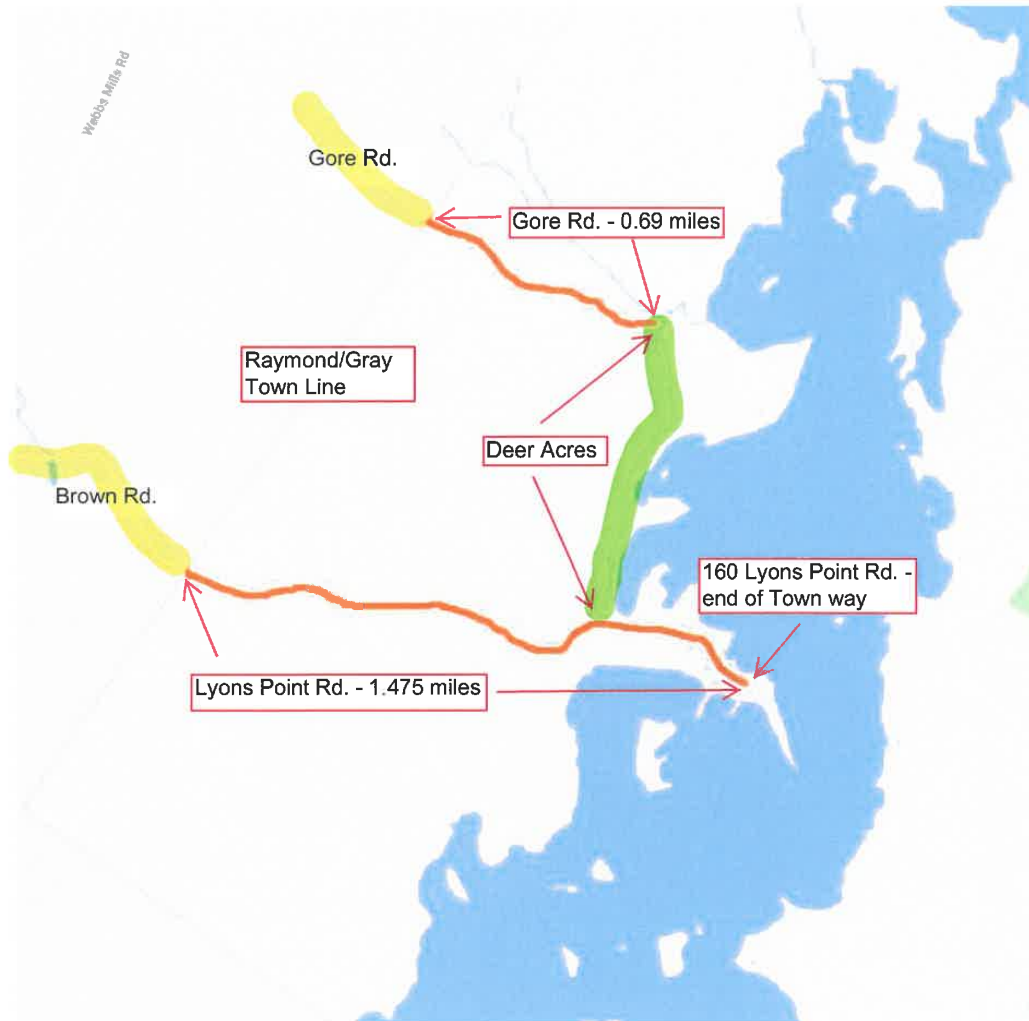 Webbs Mills Rd
Gore Rd.
Gore Rd. - 0.69 miles
Raymond/Gray
Town Line
Deer Acres
Brown Rd.
160 Lyons Point Rd. -
end of Town way
Lyons Point Rd. - 1.475 miles